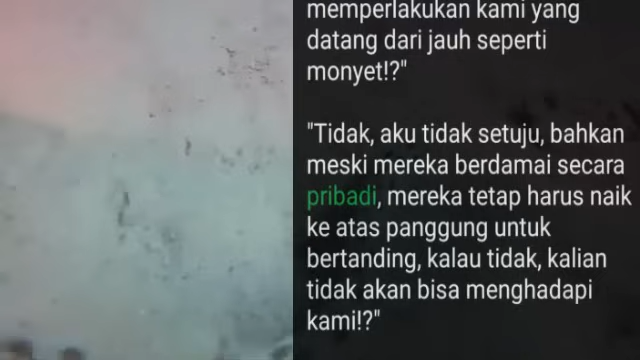 memperlakukan kami yang
datang dari jauh seperti
monyet!?"
"Tidak, aku tidak setuju, bahkan
meski mereka berdamai secara
pribadi, mereka tetap harus naik
ke atas panggung untuk
bertanding, kalau tidak, kalian
tidak akan bisa menghadapi
kami!?"